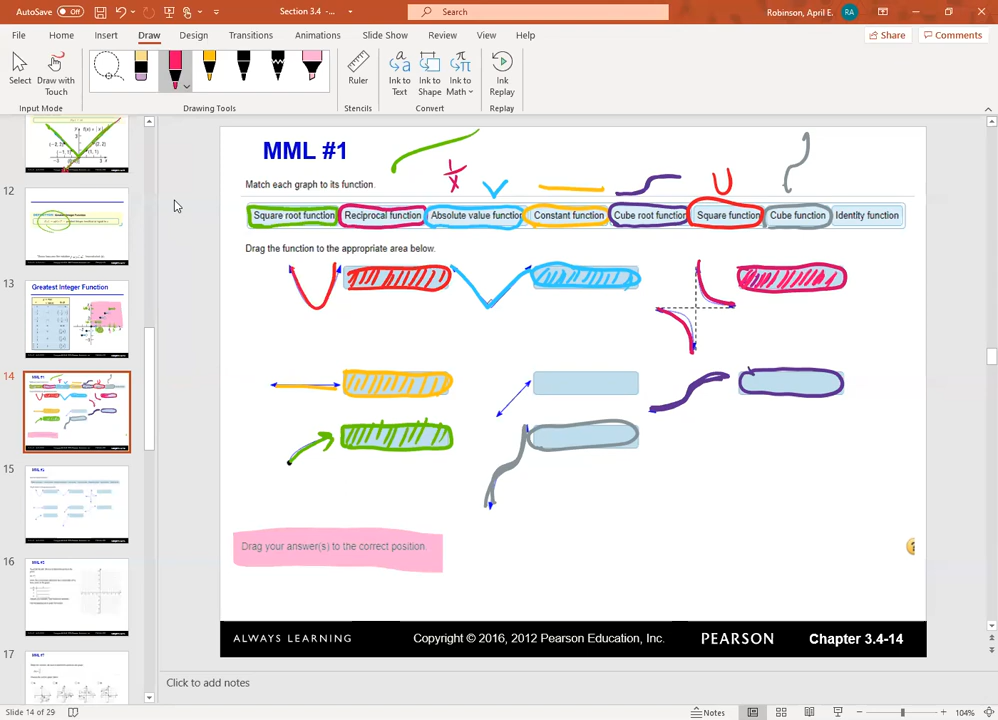 AutoSave Off Section 3.4 -... Search Robinson, April E. RA
File Home Insert Draw Design Transitions Animations Slide Show Review View Help Share Comments
Select Draw with Touch Ruler Ink to Text Ink to Shape Ink to Math Ink Replay
Input Mode Drawing Tools Stencils Convert Replay
12
13
Greatest Integer Function
14
15
16
17
MML #1
1/x
Match each graph to its function.
Square root function Reciprocal function Absolute value function Constant function Cube root function Square function Cube function Identity function
Drag the function to the appropriate area below.
Drag your answer(s) to the correct position.
ALWAYS LEARNING Copyright © 2016, 2012 Pearson Education, Inc. PEARSON Chapter 3.4-14
Click to add notes
Slide 14 of 29 Notes 104%